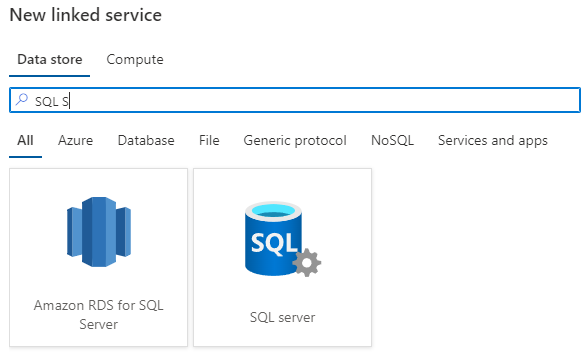 New linked service
Data store Compute
SQL S
All Azure Database File Generic protocol NoSQL Services and apps
SQL
Amazon RDS for SQL
Server
SQL server